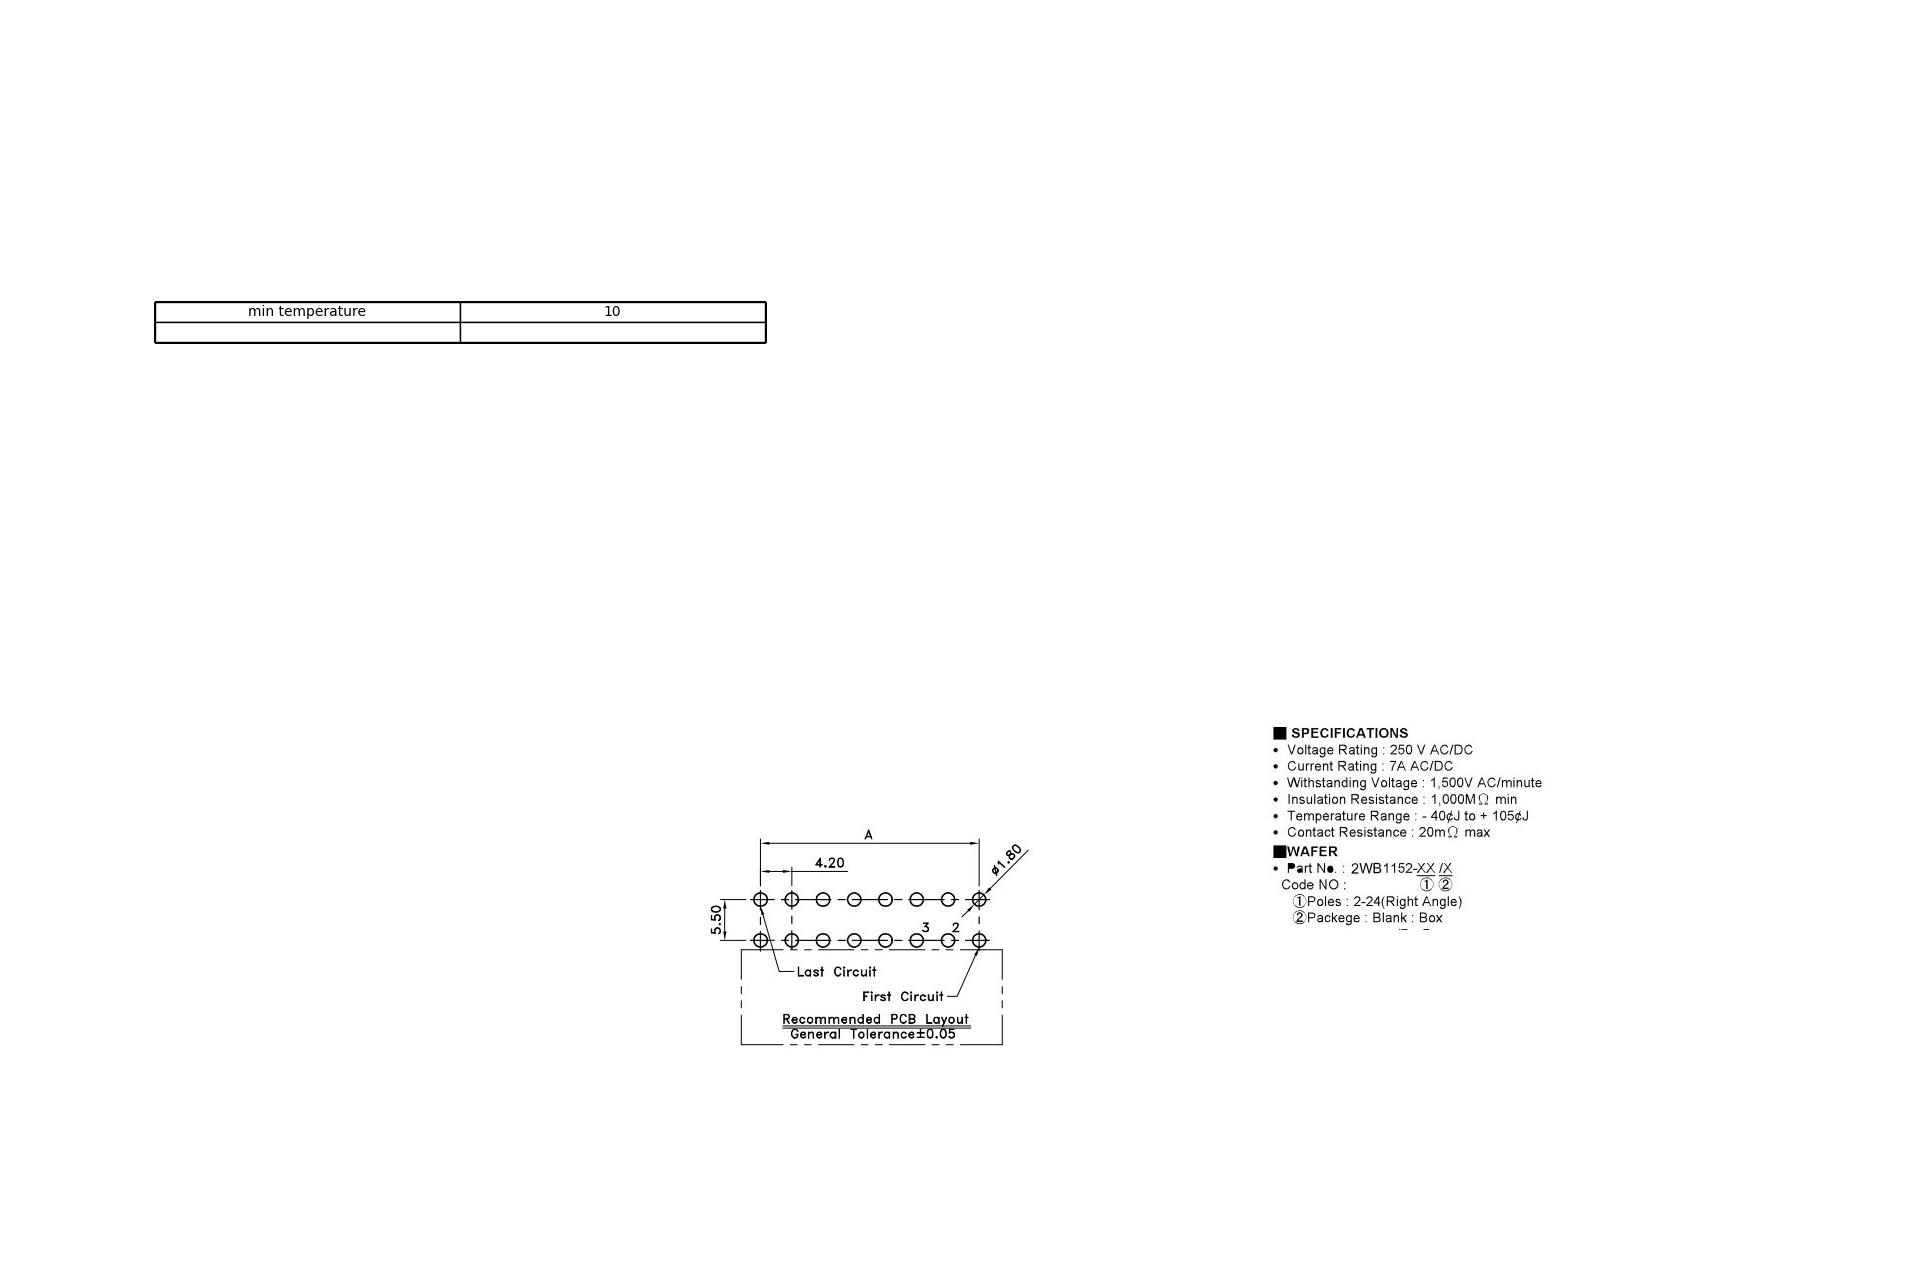 min temperature 10
A
4.20
ø1.80
5.50
3 2
Last Circuit
First Circuit
Recommended PCB Layout
General Tolerance±0.05
■ SPECIFICATIONS
• Voltage Rating : 250 V AC/DC
• Current Rating : 7A AC/DC
• Withstanding Voltage : 1,500V AC/minute
• Insulation Resistance : 1,000MΩ min
• Temperature Range : - 40¢J to + 105¢J
• Contact Resistance : 20mΩ max
■WAFER
• Part No. : 2WB1152-XX /X
Code NO : ① ②
①Poles : 2-24(Right Angle)
②Packege : Blank : Box